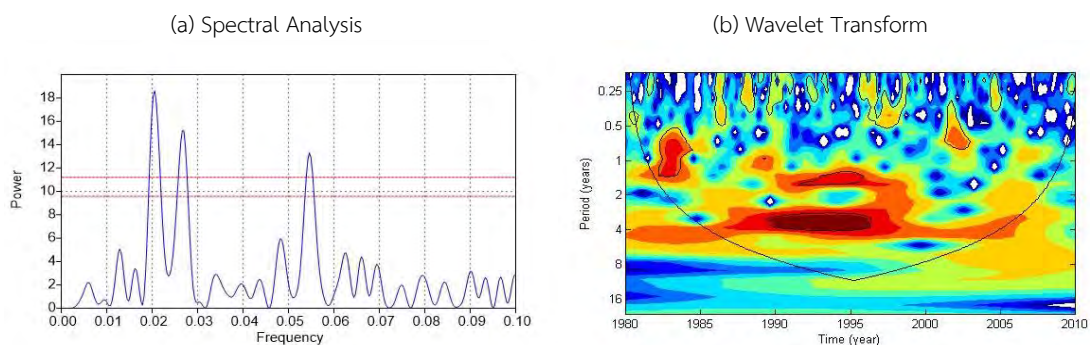 (a) Spectral Analysis
Power
18
16
14
12
10
8
6
4
2
0
0.00 0.01 0.02 0.03 0.04 0.05 0.06 0.07 0.08 0.09 0.10
Frequency
(b) Wavelet Transform
Period (years)
0.25
0.5
1
2
4
8
16
1980 1985 1990 1995 2000 2005 2010
Time (year)